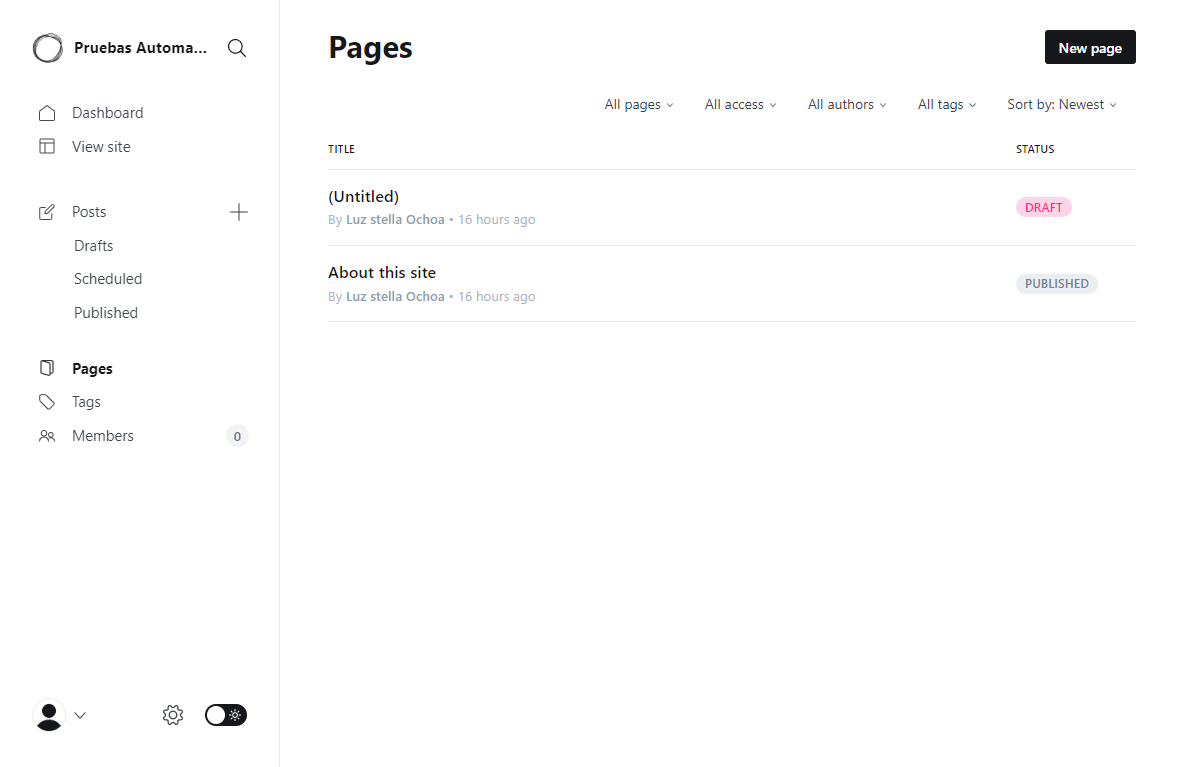 Pruebas Automa...
Dashboard
View site
Posts
Drafts
Scheduled
Published
Pages
Tags
Members
0
Pages
New page
All pages
All access
All authors
All tags
Sort by: Newest
TITLE
STATUS
(Untitled)
By Luz stella Ochoa • 16 hours ago
DRAFT
About this site
By Luz stella Ochoa • 16 hours ago
PUBLISHED